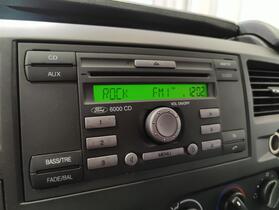 CD
AUX
ROCK FM1 12:02
Ford 6000 CD
VOL ON/OFF
1
2
3
MENU
BASS/TRE
FADE/BAL